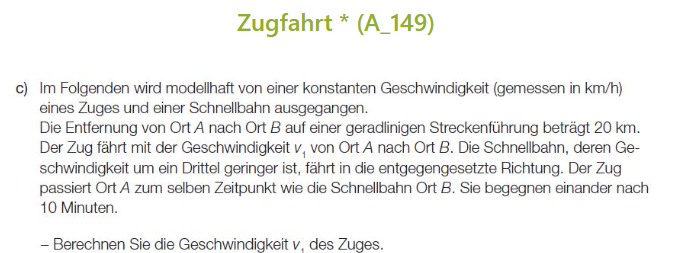 Zugfahrt * (A_149)
c) Im Folgenden wird modellhaft von einer konstanten Geschwindigkeit (gemessen in km/h)
eines Zuges und einer Schnellbahn ausgegangen.
Die Entfernung von Ort A nach Ort B auf einer geradlinigen Streckenführung beträgt 20 km.
Der Zug fährt mit der Geschwindigkeit v₁ von Ort A nach Ort B. Die Schnellbahn, deren Ge-
schwindigkeit um ein Drittel geringer ist, fährt in die entgegengesetzte Richtung. Der Zug
passiert Ort A zum selben Zeitpunkt wie die Schnellbahn Ort B. Sie begegnen einander nach
10 Minuten.
– Berechnen Sie die Geschwindigkeit v₁ des Zuges.